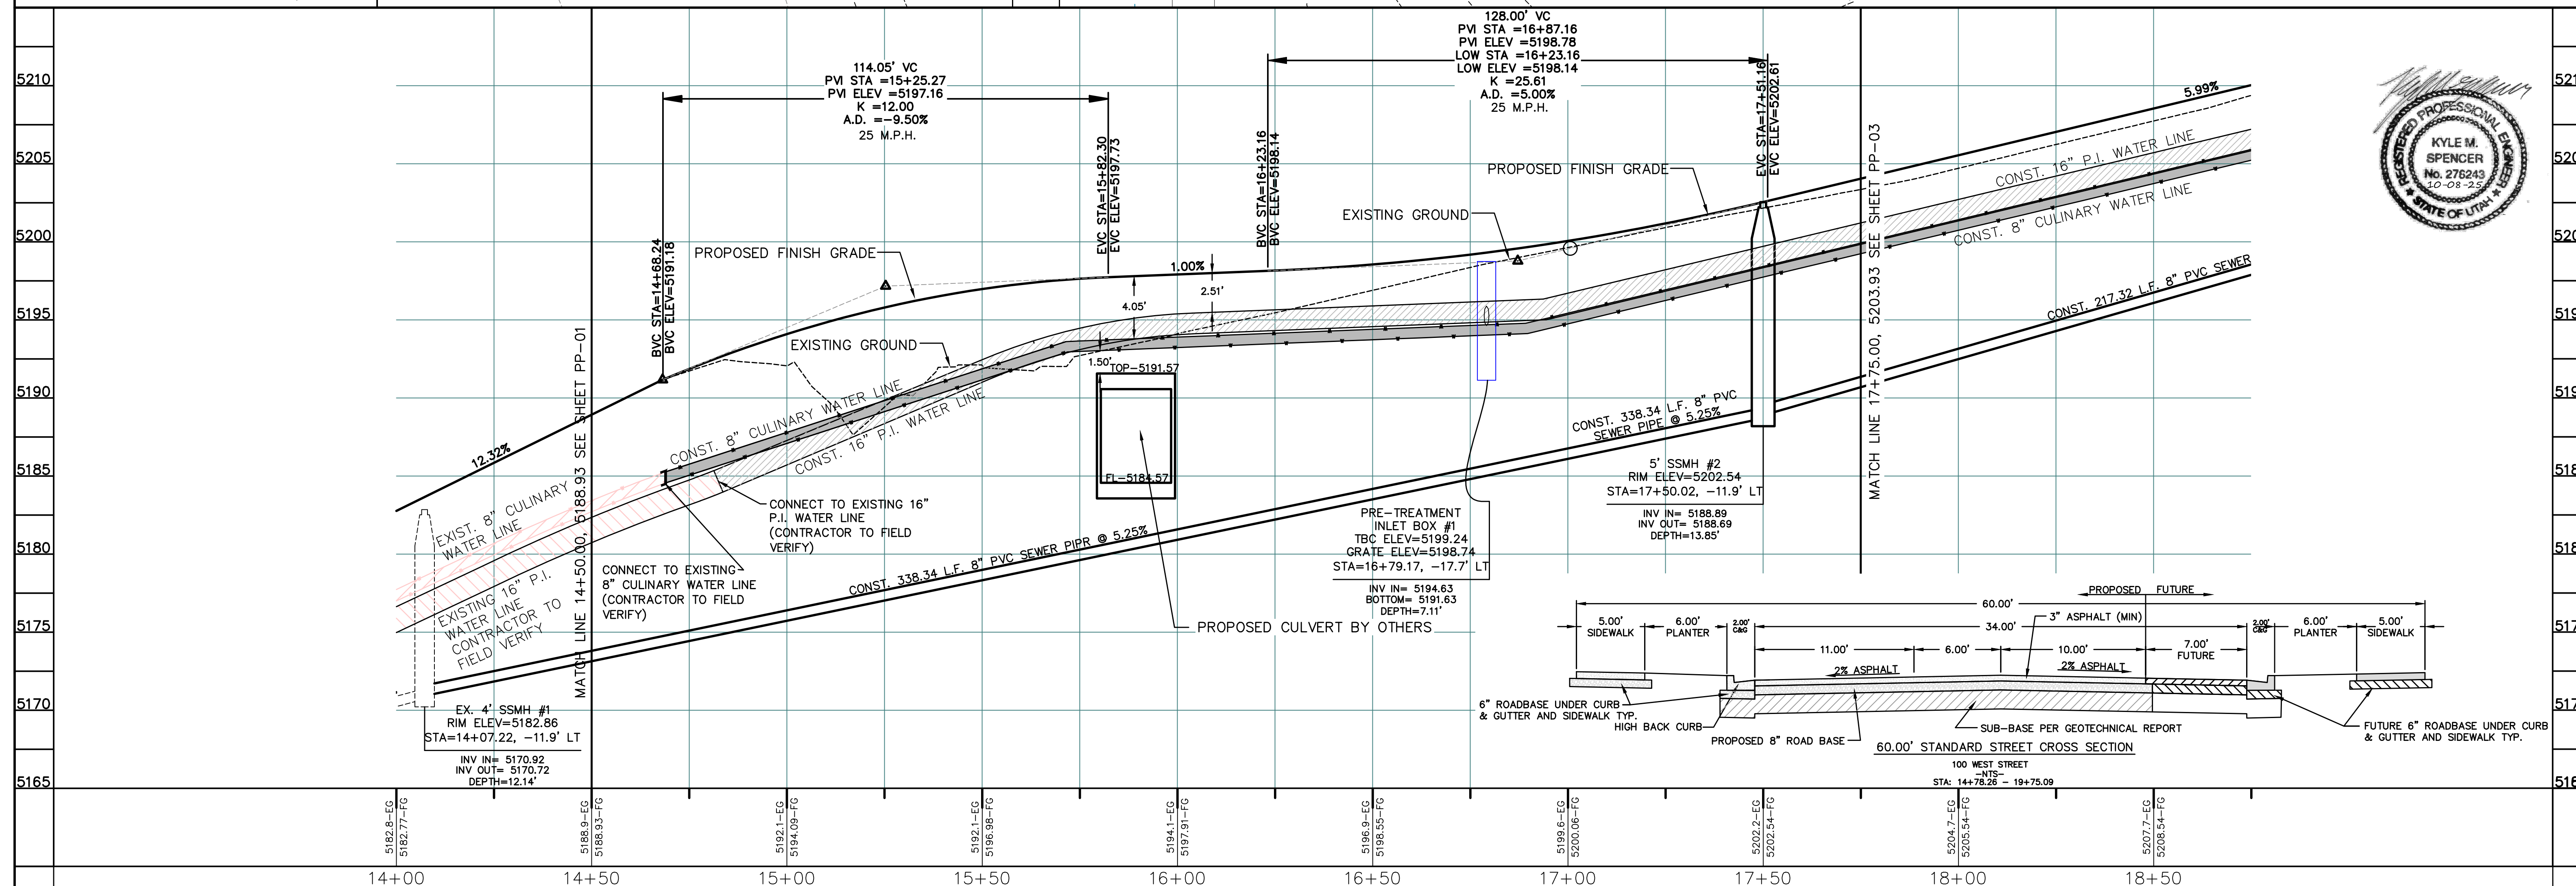 114.05' VC
PVI STA =15+25.27
PVI ELEV =5197.16
K =12.00
A.D. =-9.50%
25 M.P.H.
128.00' VC
PVI STA =16+87.16
PVI ELEV =5198.78
LOW STA =16+23.16
LOW ELEV =5198.14
K =25.61
A.D. =5.00%
25 M.P.H.
BVC STA=14+68.24
BVC ELEV=5191.18
EVC STA=15+82.30
EVC ELEV=5197.73
BVC STA=16+23.16
BVC ELEV=5198.14
EVC STA=17+51.16
EVC ELEV=5202.61
5210
5205
5200
5195
5190
5185
5180
5175
5170
5165
12.32%
1.00%
5.99%
4.05'
2.51'
1.50'
PROPOSED FINISH GRADE
EXISTING GROUND
EXISTING GROUND
PROPOSED FINISH GRADE
MATCH LINE 14+50.00, 5188.93 SEE SHEET PP-01
MATCH LINE 17+75.00, 5203.93 SEE SHEET PP-03
CONST. 16" P.I. WATER LINE
CONST. 8" CULINARY WATER LINE
CONST. 217.32 L.F. 8" PVC SEWER
CONST. 8" CULINARY WATER LINE
CONST. 16" P.I. WATER LINE
TOP-5191.57
FL-5184.57
EXIST. 8" CULINARY
WATER LINE
EXISTING 16" P.I.
WATER LINE
CONTRACTOR TO
FIELD VERIFY
CONNECT TO EXISTING 16"
P.I. WATER LINE
(CONTRACTOR TO FIELD
VERIFY)
CONNECT TO EXISTING
8" CULINARY WATER LINE
(CONTRACTOR TO FIELD
VERIFY)
CONST. 338.34 L.F. 8" PVC SEWER PIPR @ 5.25%
CONST. 338.34 L.F. 8" PVC
SEWER PIPE @ 5.25%
PROPOSED CULVERT BY OTHERS
PRE-TREATMENT
INLET BOX #1
TBC ELEV=5199.24
GRATE ELEV=5198.74
STA=16+79.17, -17.7' LT
INV IN= 5194.63
BOTTOM= 5191.63
DEPTH=7.11'
5' SSMH #2
RIM ELEV=5202.54
STA=17+50.02, -11.9' LT
INV IN= 5188.89
INV OUT= 5188.69
DEPTH=13.85'
EX. 4' SSMH #1
RIM ELEV=5182.86
STA=14+07.22, -11.9' LT
INV IN= 5170.92
INV OUT= 5170.72
DEPTH=12.14'
REGISTERED PROFESSIONAL ENGINEER
KYLE M.
SPENCER
No. 276243
10-08-25
STATE OF UTAH
PROPOSED FUTURE
60.00'
5.00'
SIDEWALK
6.00'
PLANTER
2.00'
C&G
34.00'
3" ASPHALT (MIN)
2.00'
C&G
6.00'
PLANTER
5.00'
SIDEWALK
11.00'
6.00'
10.00'
7.00'
FUTURE
2% ASPHALT
2% ASPHALT
6" ROADBASE UNDER CURB
& GUTTER AND SIDEWALK TYP.
HIGH BACK CURB
PROPOSED 8" ROAD BASE
SUB-BASE PER GEOTECHNICAL REPORT
FUTURE 6" ROADBASE UNDER CURB
& GUTTER AND SIDEWALK TYP.
60.00' STANDARD STREET CROSS SECTION
100 WEST STREET
-NTS-
STA: 14+78.26 - 19+75.09
5182.8-EG
5182.77-FG
5188.9-EG
5188.93-FG
5192.1-EG
5194.09-FG
5192.1-EG
5196.98-FG
5194.1-EG
5197.91-FG
5196.9-EG
5198.55-FG
5199.6-EG
5200.06-FG
5202.2-EG
5202.54-FG
5204.7-EG
5205.54-FG
5207.7-EG
5208.54-FG
14+00
14+50
15+00
15+50
16+00
16+50
17+00
17+50
18+00
18+50